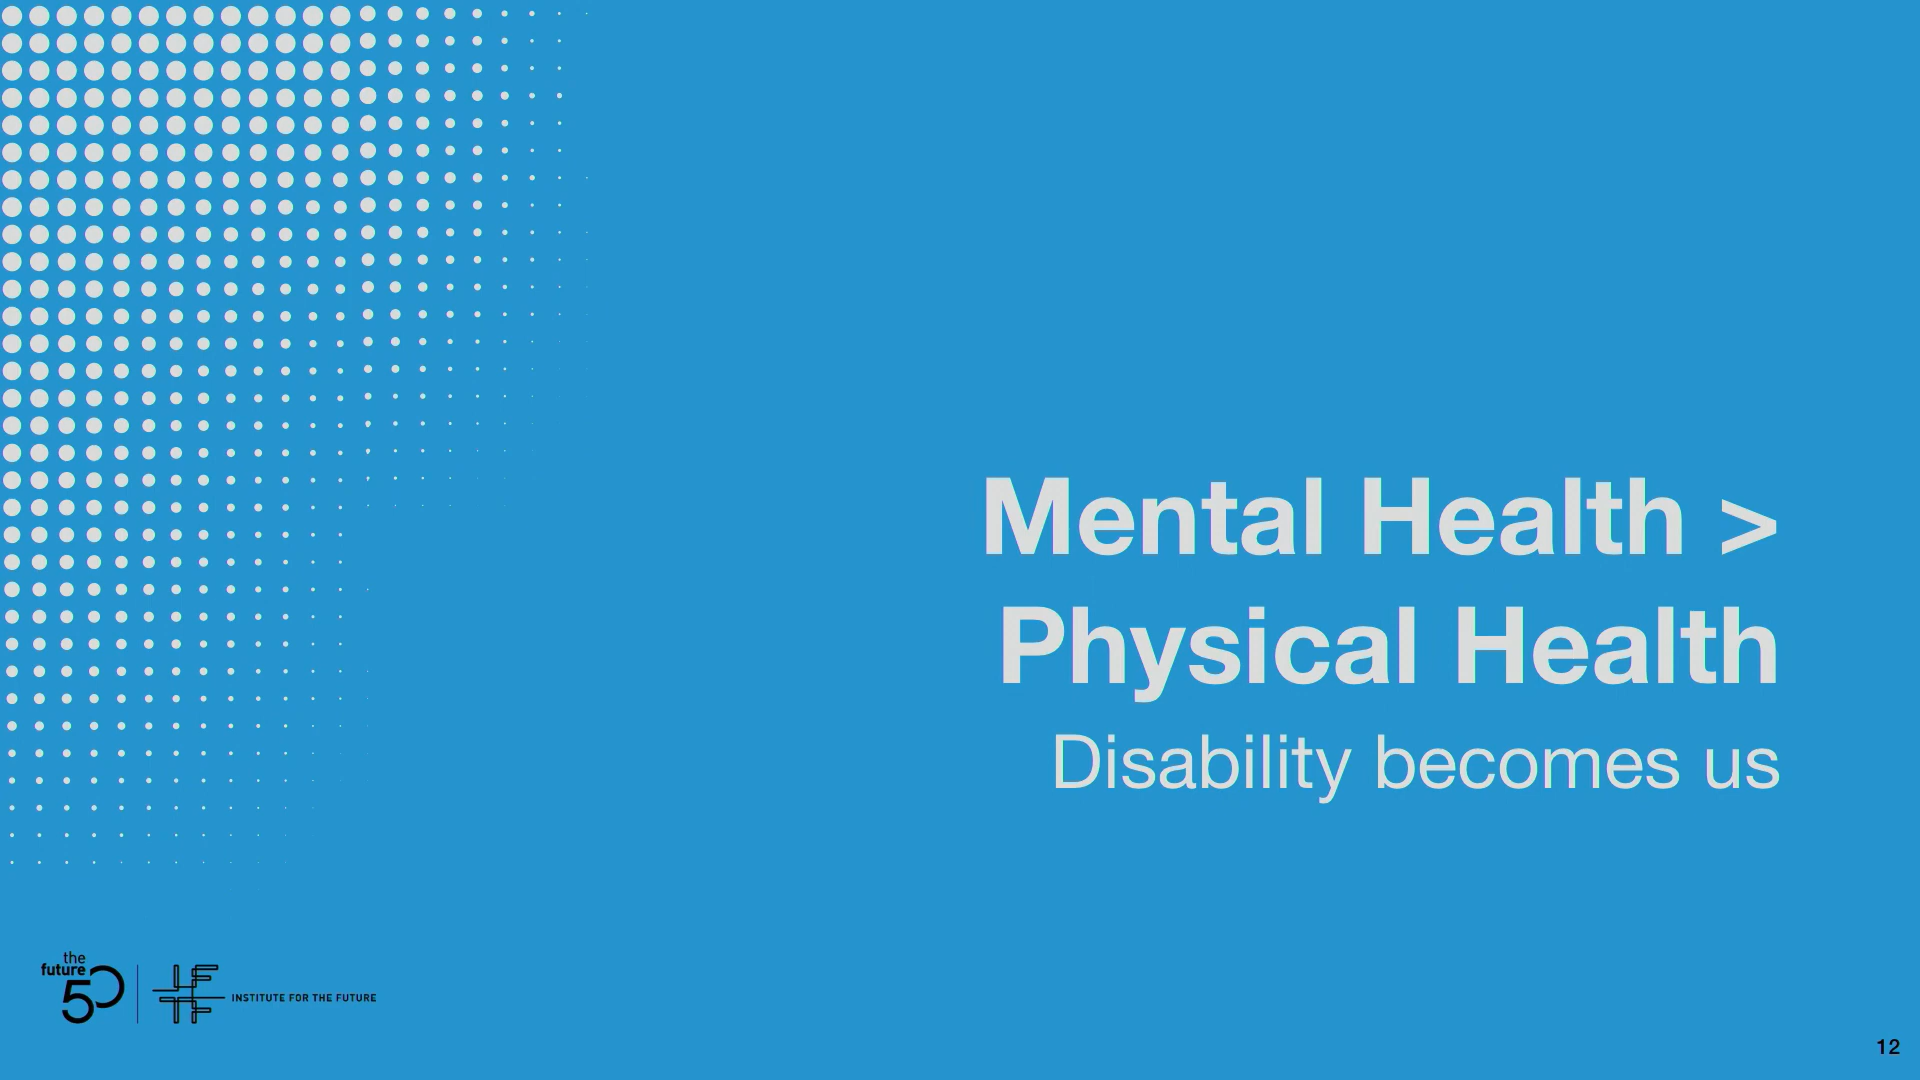 Mental Health >
Physical Health
Disability becomes us
the
future
50
INSTITUTE FOR THE FUTURE
12